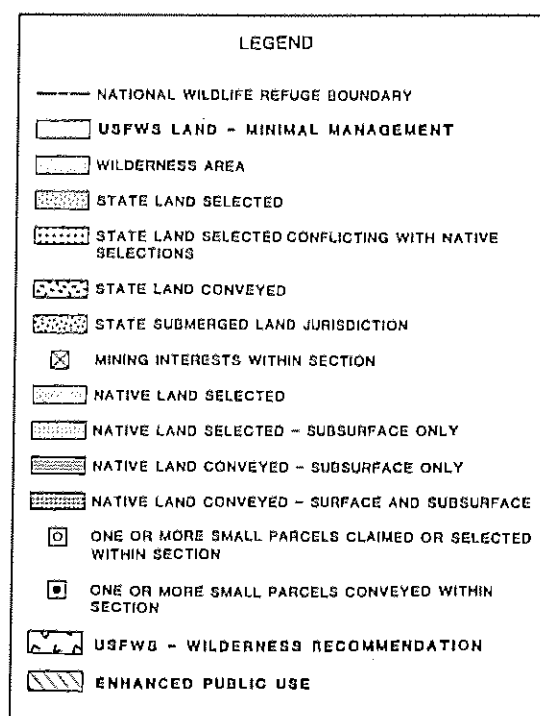 LEGEND
NATIONAL WILDLIFE REFUGE BOUNDARY
USFWS LAND - MINIMAL MANAGEMENT
WILDERNESS AREA
STATE LAND SELECTED
STATE LAND SELECTED CONFLICTING WITH NATIVE
SELECTIONS
STATE LAND CONVEYED
STATE SUBMERGED LAND JURISDICTION
MINING INTERESTS WITHIN SECTION
NATIVE LAND SELECTED
NATIVE LAND SELECTED - SUBSURFACE ONLY
NATIVE LAND CONVEYED - SUBSURFACE ONLY
NATIVE LAND CONVEYED - SURFACE AND SUBSURFACE
ONE OR MORE SMALL PARCELS CLAIMED OR SELECTED
WITHIN SECTION
ONE OR MORE SMALL PARCELS CONVEYED WITHIN
SECTION
USFWS - WILDERNESS RECOMMENDATION
ENHANCED PUBLIC USE